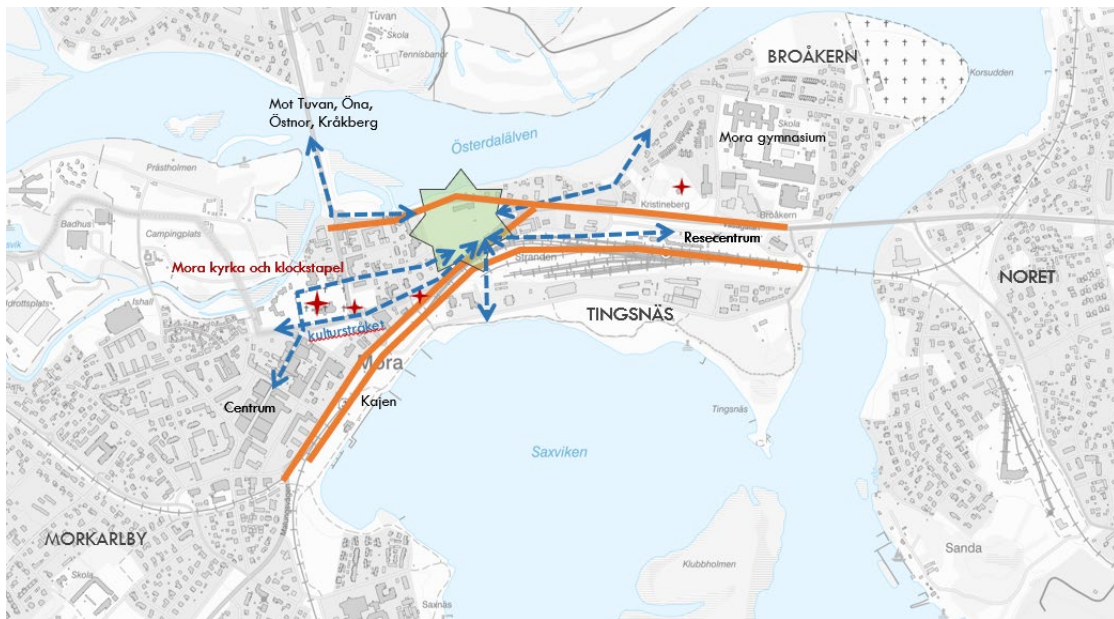 Tuvan
Skola
Tennisbanor
BROÅKERN
Korsudden
Mot Tuvan, Öna,
Östnor, Kråkberg
Österdalälven
Skola
Mora gymnasium
Prästholmen
Kristineberg
Badhus
Campingplats
Broåkern
Resecentrum
Mora kyrka och klockstapel
Stranden
NORET
Idrottsplats
Ishall
TINGSNÄS
kulturstråket
Mora
Centrum
Kajen
Tingsnäs
Saxviken
MORKARLBY
Sanda
Klubbholmen
Skola
Saxnäs